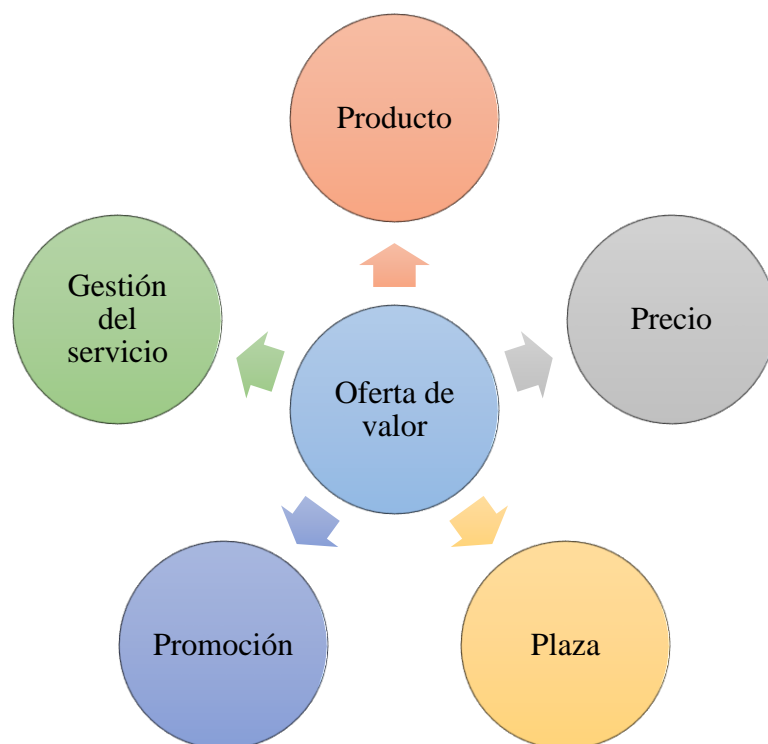 Producto
Gestión
del
servicio
Precio
Oferta de
valor
Promoción
Plaza